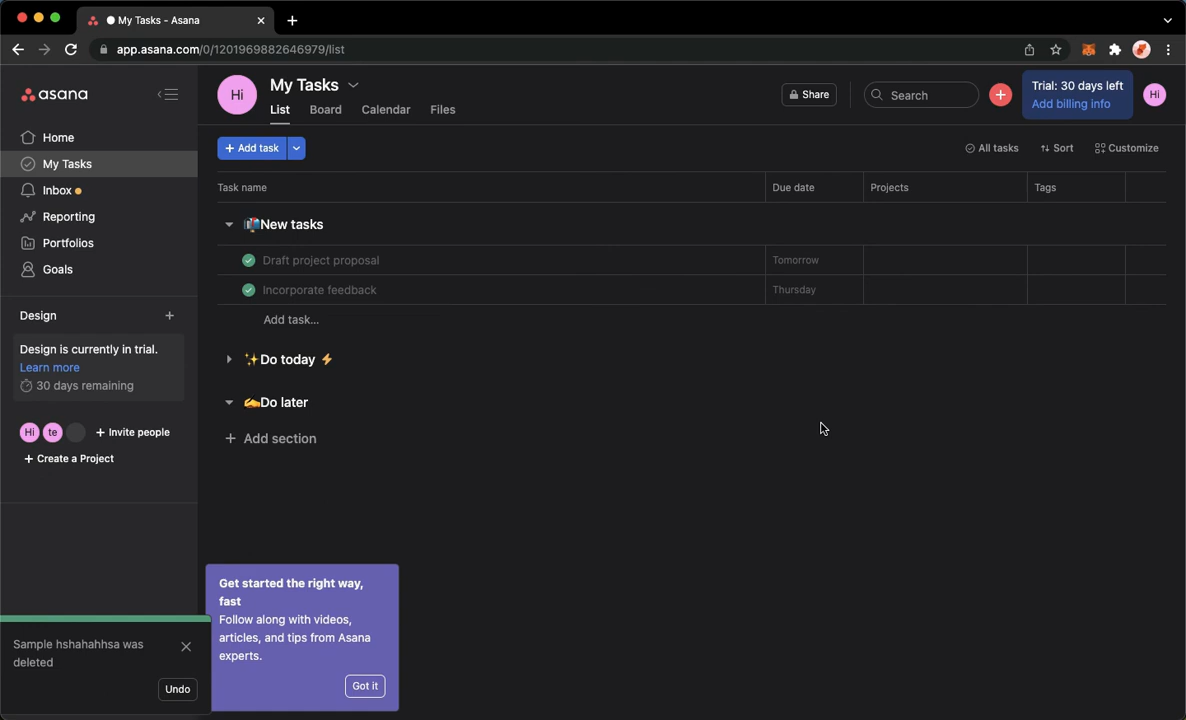 My Tasks - Asana
app.asana.com/0/1201969882646979/list
asana
Home
My Tasks
Inbox
Reporting
Portfolios
Goals
Design
Design is currently in trial.
Learn more
30 days remaining
Hi te + Invite people
+ Create a Project
Sample hshahahhsa was
deleted
Undo
Hi
My Tasks
List Board Calendar Files
Share
Search
Trial: 30 days left
Add billing info
Hi
+ Add task
All tasks Sort Customize
Task name Due date Projects Tags
📬New tasks
Draft project proposal Tomorrow
Incorporate feedback Thursday
Add task...
✨Do today ⚡
✍️Do later
+ Add section
Get started the right way,
fast
Follow along with videos,
articles, and tips from Asana
experts.
Got it